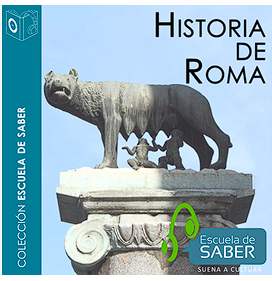 HISTORIA
DE
ROMA
COLECCIÓN ESCUELA DE SABER
Escuela de
SABER
SUENA A CULTURA